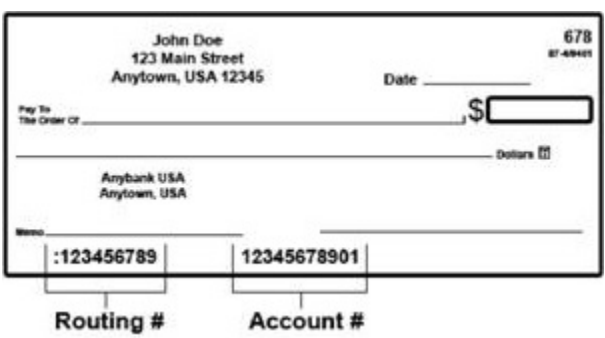 John Doe
678
123 Main Street
Anytown, USA 12345
Date
Pay To
The Order Of
$
Dollars
Anybank USA
Anytown, USA
Memo
:123456789 12345678901
Routing # Account #